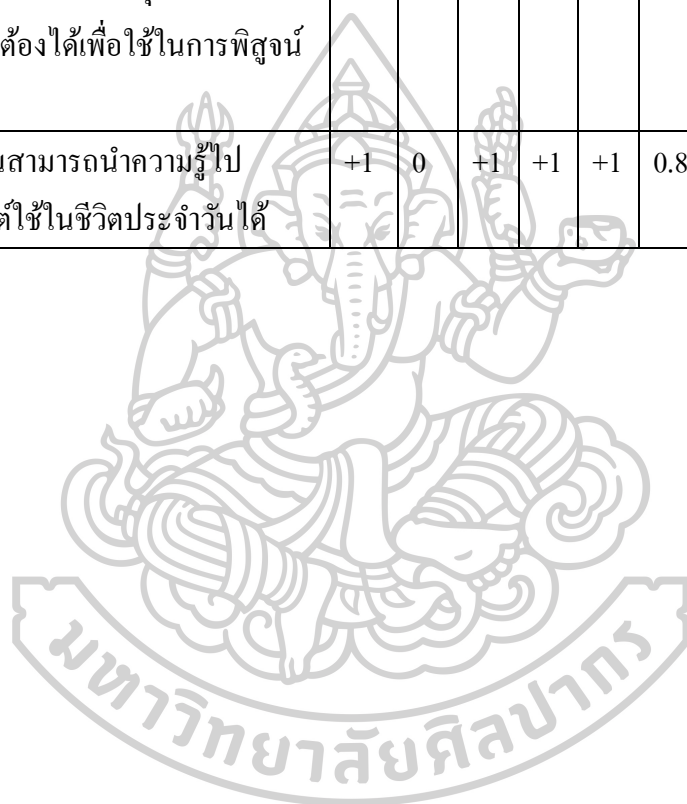 ต้องได้เพื่อใช้ในการพิสูจน์
นสามารถนำความรู้ไป +1 0 +1 +1 +1 0.8
ต์ใช้ในชีวิตประจำวันได้
มหาวิทยาลัยศิลปากร